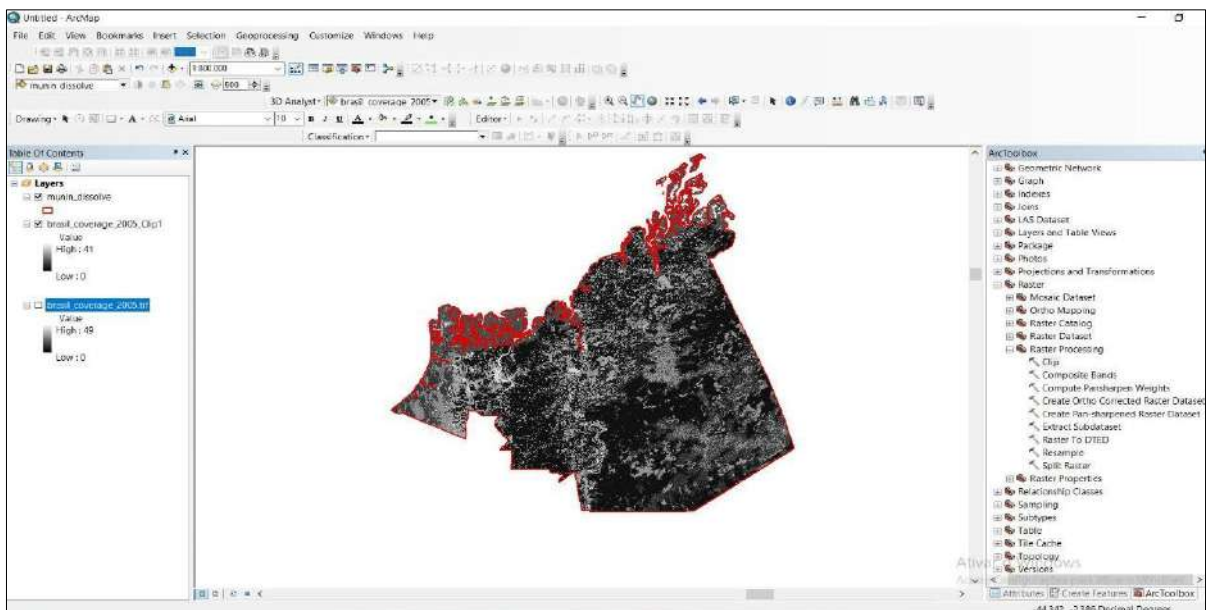 Untitled - ArcMap
File Edit View Bookmarks Insert Selection Geoprocessing Customize Windows Help
munin dissolve
500
3D Analyst
brasil coverage 2005
Drawing
Arial
10
B I U A
Editor
Classification
Table Of Contents
Layers
munin_dissolve
brasil_coverage_2005_Clip1
Value
High : 41
Low : 0
brasil_coverage_2005.tif
Value
High : 49
Low : 0
ArcToolbox
Geometric Network
Graph
Indexes
Joins
LAS Dataset
Layers and Table Views
Package
Photos
Projections and Transformations
Raster
Mosaic Dataset
Ortho Mapping
Raster Catalog
Raster Dataset
Raster Processing
Clip
Composite Bands
Compute Pansharpen Weights
Create Ortho Corrected Raster Dataset
Create Pan-sharpened Raster Dataset
Extract Subdataset
Raster To DTED
Resample
Split Raster
Raster Properties
Relationship Classes
Sampling
Subtypes
Table
Tile Cache
Topology
Versions
Attributes Create Features ArcToolbox
Decimal Degrees